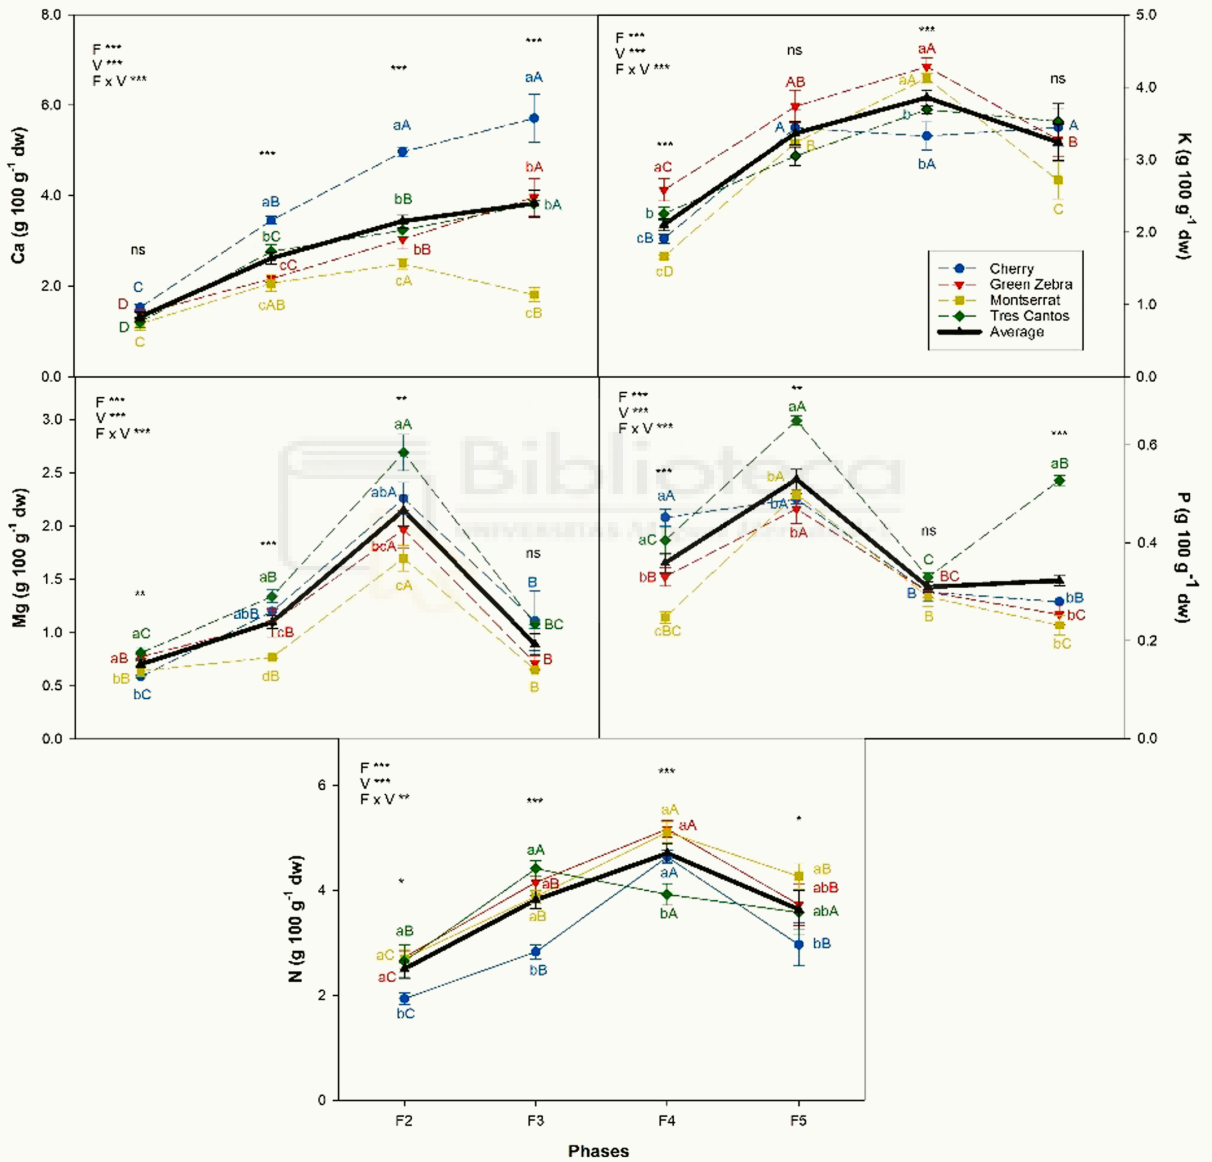 8.0
6.0
4.0
2.0
0.0
Ca (g 100 g-1 dw)
F ***
V ***
F x V ***
ns
***
***
***
C
D
D
C
aB
bC
cC
cAB
aA
bB
bB
cA
aA
bA
bA
cB
5.0
4.0
3.0
2.0
1.0
0.0
K (g 100 g-1 dw)
F ***
V ***
F x V ***
***
ns
***
ns
aC
b
cB
cD
AB
A
B
aA
aA
b
bA
A
B
C
Cherry
Green Zebra
Montserrat
Tres Cantos
Average
3.0
2.5
2.0
1.5
1.0
0.5
0.0
Mg (g 100 g-1 dw)
F ***
V ***
F x V ***
**
***
**
ns
aC
aB
bB
bC
aB
abB
cB
dB
aA
abA
bcA
cA
B
BC
B
B
0.6
0.4
0.2
0.0
P (g 100 g-1 dw)
F ***
V ***
F x V ***
***
**
ns
***
aA
aC
bB
cBC
aA
bA
bA
bA
C
BC
B
B
aB
bB
bC
bC
Biblioteca
6
4
2
0
N (g 100 g-1 dw)
F ***
V ***
F x V **
*
***
***
*
aB
aC
aC
bC
aA
aB
aB
bB
aA
aA
aA
bA
aB
abB
abA
bB
F2
F3
F4
F5
Phases